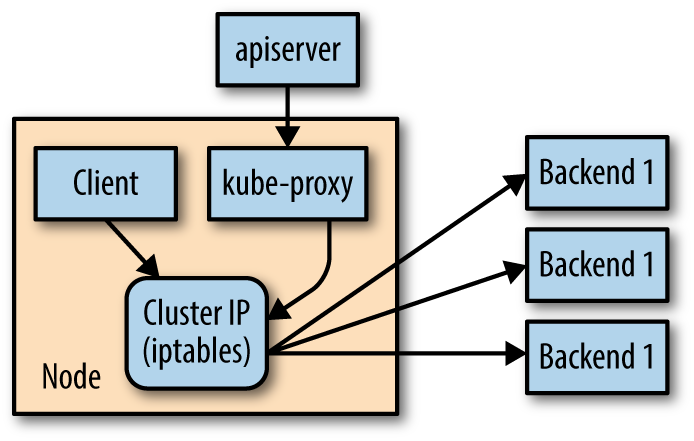 apiserver
Client
kube-proxy
Backend 1
Backend 1
Cluster IP
(iptables)
Backend 1
Node